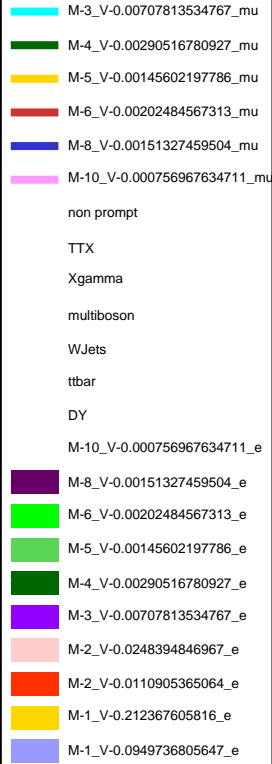 M-3_V-0.00707813534767_mu
M-4_V-0.00290516780927_mu
M-5_V-0.00145602197786_mu
M-6_V-0.00202484567313_mu
M-8_V-0.00151327459504_mu
M-10_V-0.000756967634711_mu
non prompt
TTX
Xgamma
multiboson
WJets
ttbar
DY
M-10_V-0.000756967634711_e
M-8_V-0.00151327459504_e
M-6_V-0.00202484567313_e
M-5_V-0.00145602197786_e
M-4_V-0.00290516780927_e
M-3_V-0.00707813534767_e
M-2_V-0.0248394846967_e
M-2_V-0.0110905365064_e
M-1_V-0.212367605816_e
M-1_V-0.0949736805647_e